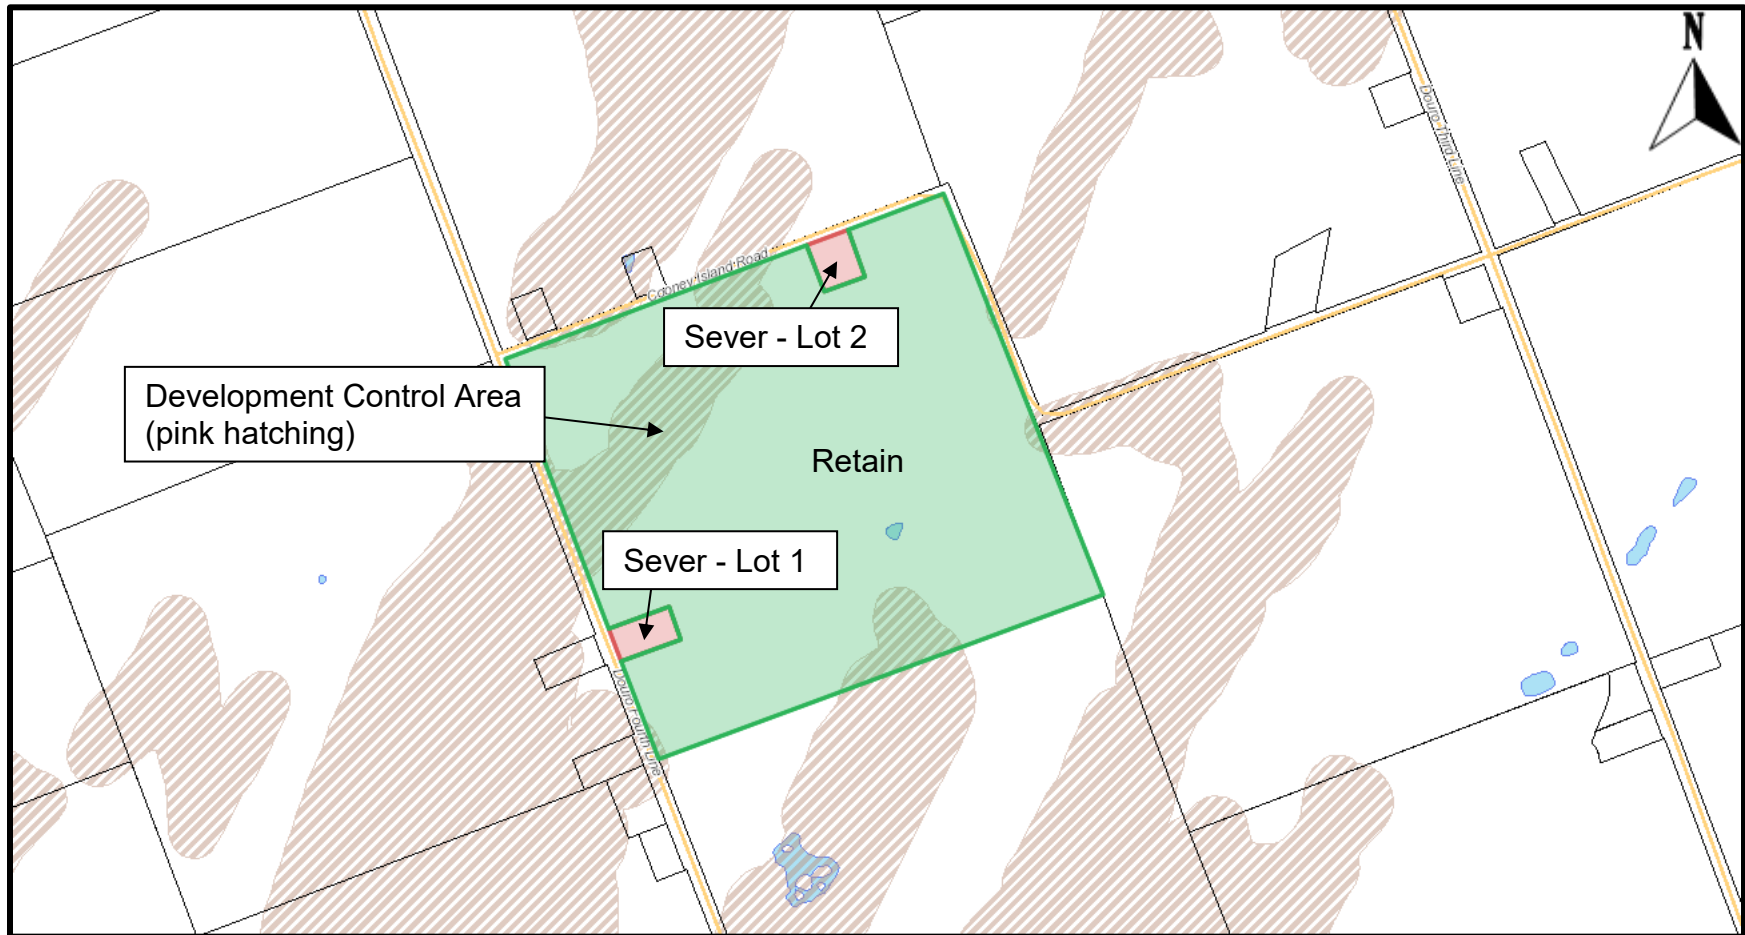 N
Douro Third Line
Cooney Island Road
Sever - Lot 2
Development Control Area
(pink hatching)
Retain
Sever - Lot 1
Douro Fourth Line